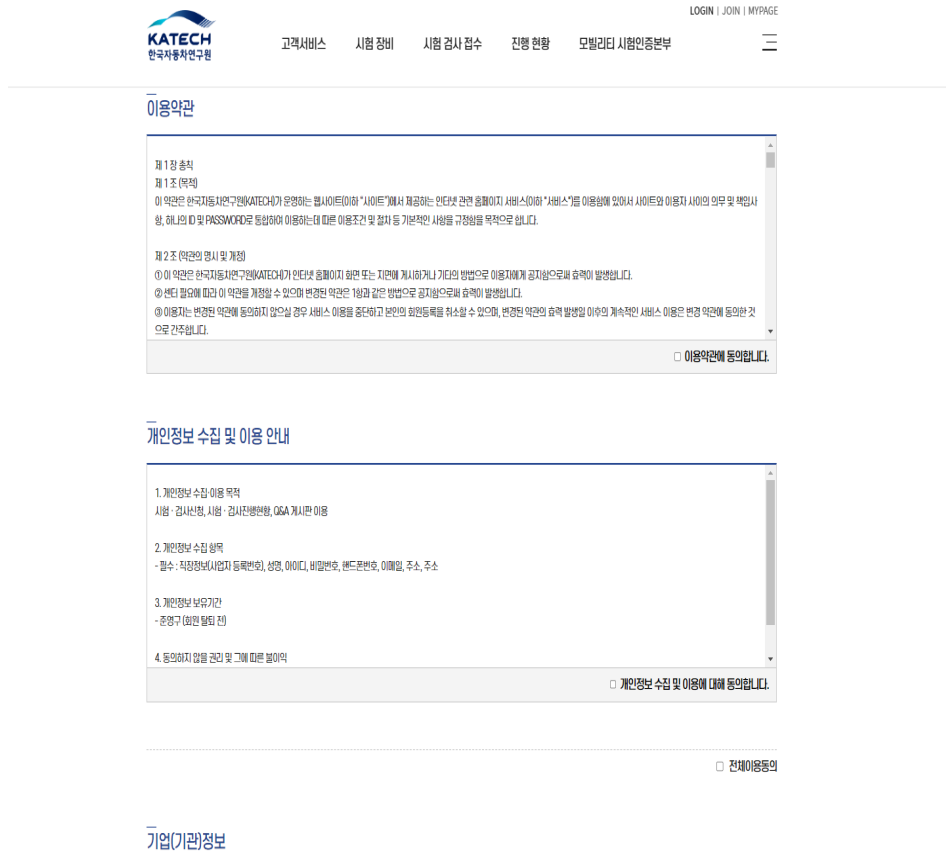 LOGIN | JOIN | MYPAGE
KATECH
한국자동차연구원
고객서비스 시험 장비 시험 검사 접수 진행 현황 모빌리티 시험인증본부
이용약관
제 1 장 총칙
제 1 조 (목적)
이 약관은 한국자동차연구원(KATECH)가 운영하는 웹사이트(이하 "사이트")에서 제공하는 인터넷 관련 홈페이지 서비스(이하 "서비스")를 이용함에 있어서 사이트와 이용자 사이의 의무 및 책임사
항, 하나의 ID 및 PASSWORD로 통합하여 이용하는데 따른 이용조건 및 절차 등 기본적인 사항을 규정함을 목적으로 합니다.
제 2 조 (약관의 명시 및 개정)
① 이 약관은 한국자동차연구원(KATECH)가 인터넷 홈페이지 화면 또는 지면에 게시하거나 기타의 방법으로 이용자에게 공지함으로써 효력이 발생합니다.
② 센터 필요에 따라 이 약관을 개정할 수 있으며 변경된 약관은 1항과 같은 방법으로 공지함으로써 효력이 발생합니다.
③ 이용자는 변경된 약관에 동의하지 않으실 경우 서비스 이용을 중단하고 본인의 회원등록을 취소할 수 있으며, 변경된 약관의 효력 발생일 이후의 계속적인 서비스 이용은 변경 약관에 동의한 것
으로 간주합니다.
이용약관에 동의합니다.
개인정보 수집 및 이용 안내
1. 개인정보 수집·이용 목적
시험 · 검사신청, 시험 · 검사진행현황, Q&A 게시판 이용
2. 개인정보 수집 항목
- 필수 : 직장정보(사업자 등록번호), 성명, 아이디, 비밀번호, 핸드폰번호, 이메일, 주소, 주소
3. 개인정보 보유기간
- 준영구 (회원 탈퇴 전)
4. 동의하지 않을 권리 및 그에 따른 불이익
개인정보 수집 및 이용에 대해 동의합니다.
전체이용동의
기업(기관)정보